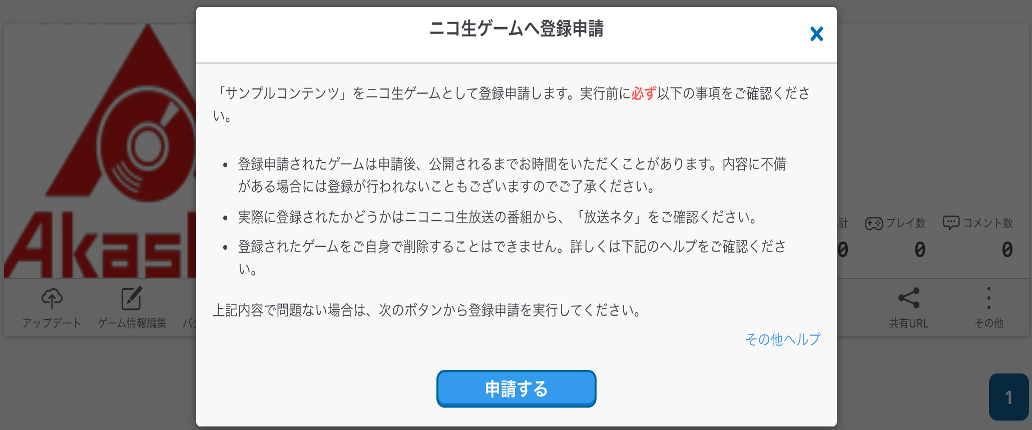 ニコ生ゲームへ登録申請
「サンプルコンテンツ」をニコ生ゲームとして登録申請します。実行前に必ず以下の事項をご確認くださ
い。
• 登録申請されたゲームは申請後、公開されるまでお時間をいただくことがあります。内容に不備
がある場合には登録が行われないこともございますのでご了承ください。
• 実際に登録されたかどうかはニコニコ生放送の番組から、「放送ネタ」をご確認ください。
• 登録されたゲームをご自身で削除することはできません。詳しくは下記のヘルプをご確認くださ
い。
上記内容で問題ない場合は、次のボタンから登録申請を実行してください。
その他ヘルプ
申請する
Akas
計 プレイ数 コメント数
0 0 0
アップデート ゲーム情報編集 共有URL その他
1